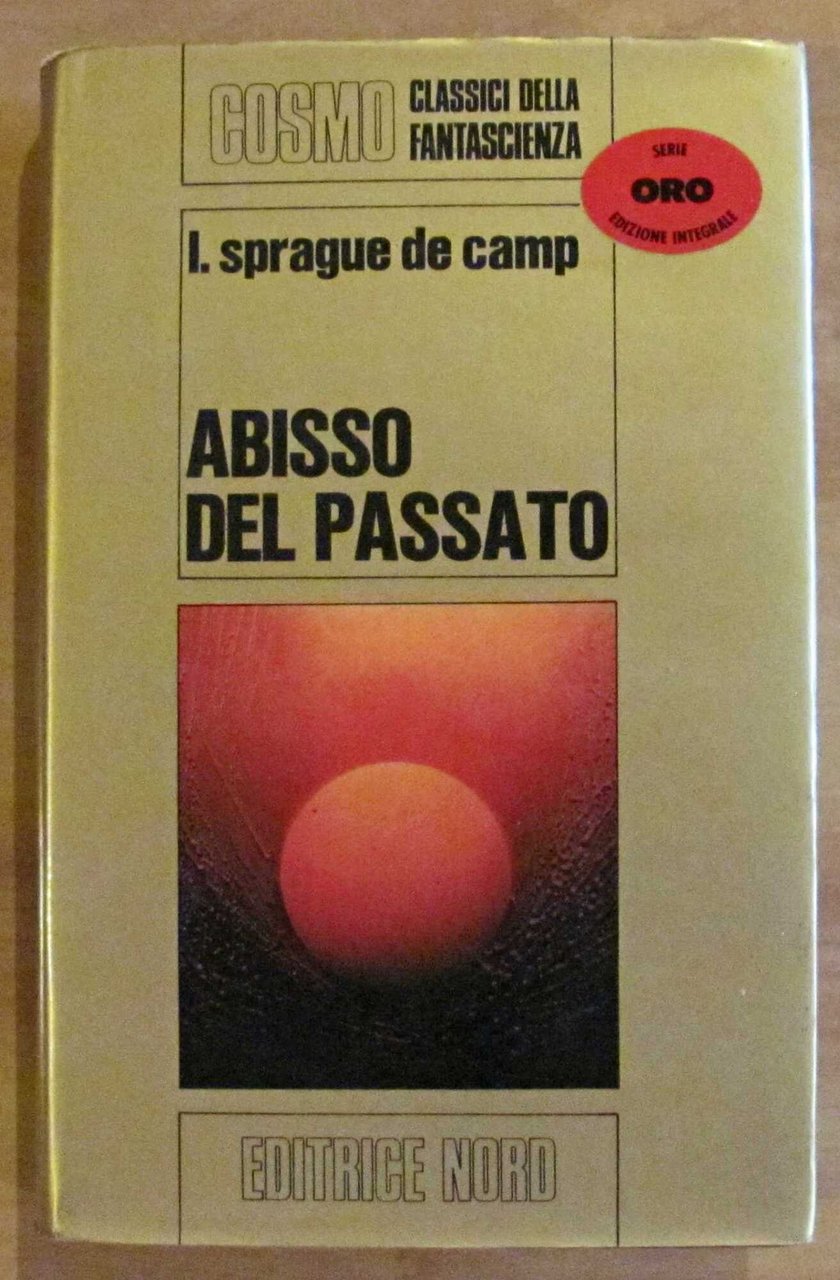 COSMO
CLASSICI DELLA
FANTASCIENZA
SERIE
ORO
EDIZIONE INTEGRALE
l. sprague de camp
ABISSO
DEL PASSATO
EDITRICE NORD